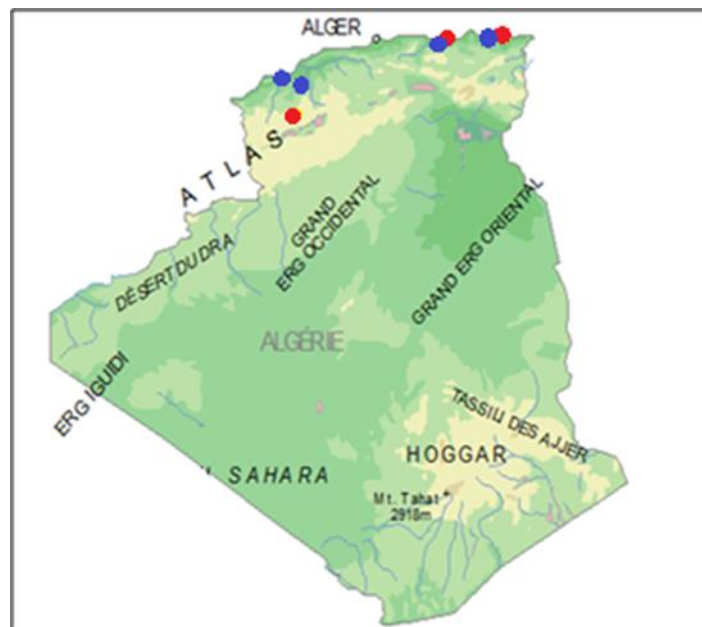 ALGER
ATLAS
DÉSERT DU DRA
GRAND
ERG OCCIDENTAL
GRAND ERG ORIENTAL
ALGÉRIE
ERG IGUIDI
TASSILI DES AJJER
HOGGAR
SAHARA
Mt. Tahat
2918m